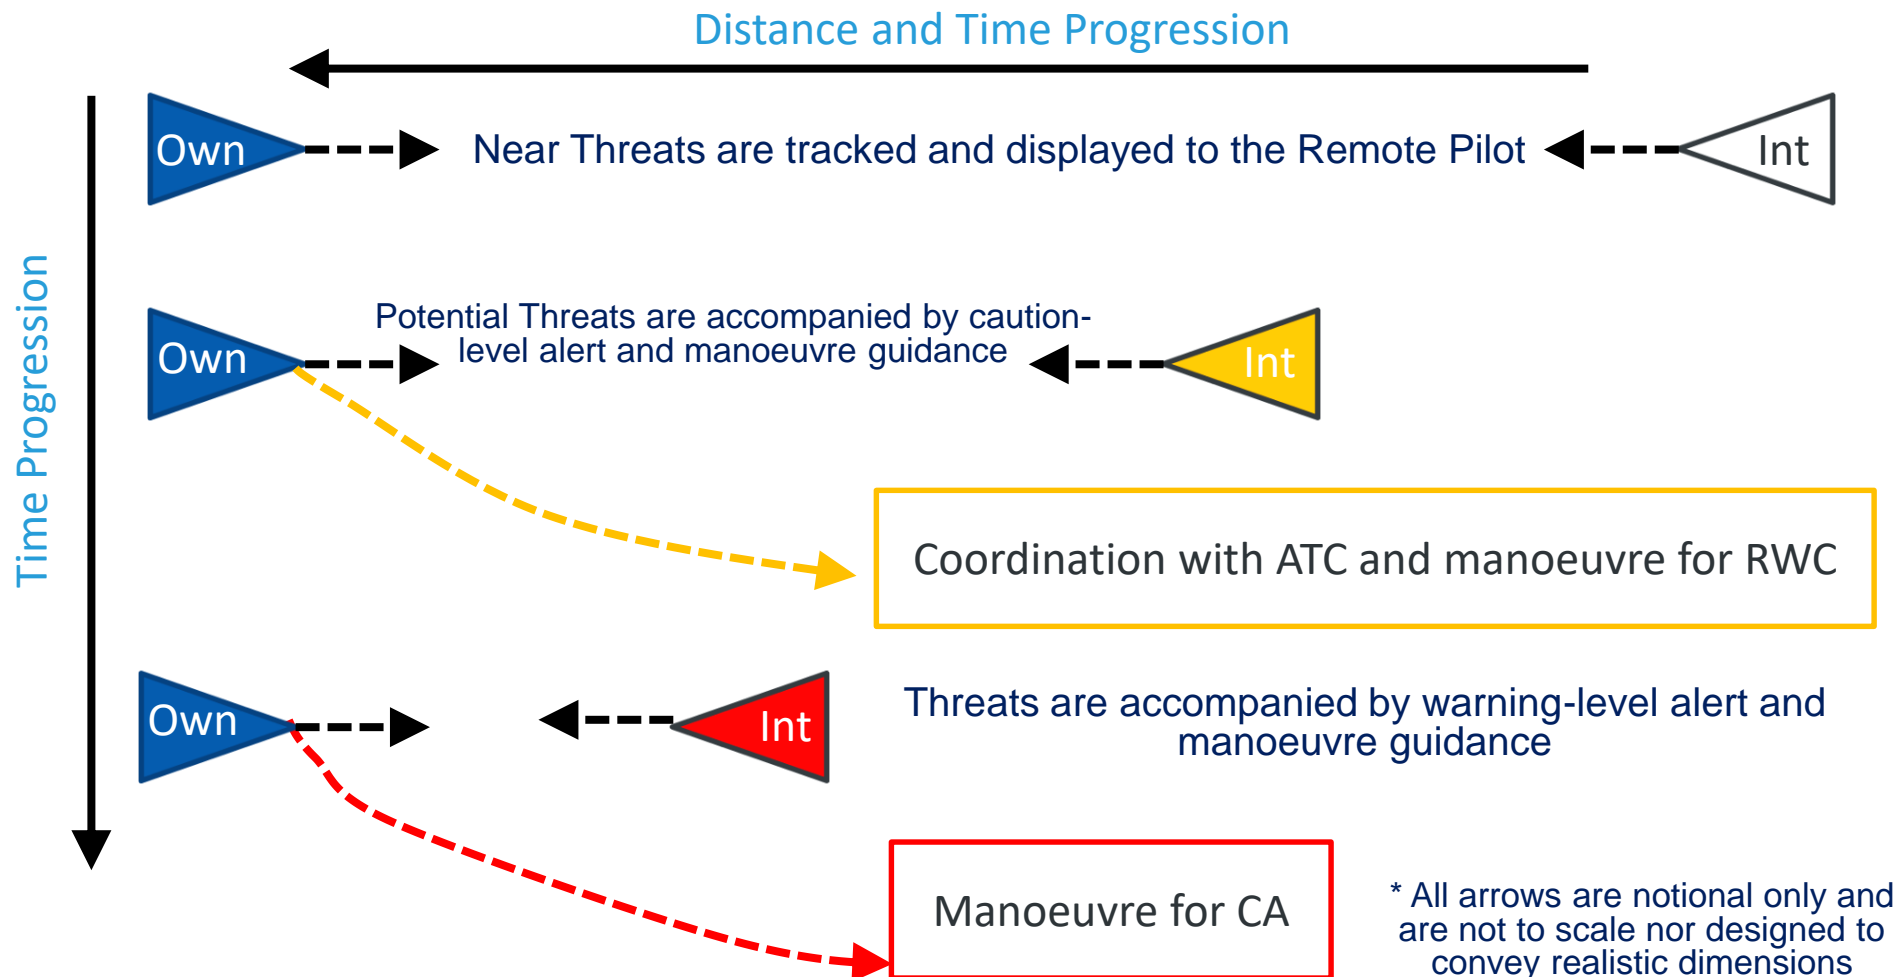 Distance and Time Progression
Own
Near Threats are tracked and displayed to the Remote Pilot
Int
Time Progression
Own
Potential Threats are accompanied by caution-
level alert and manoeuvre guidance
Int
Coordination with ATC and manoeuvre for RWC
Own
Int
Threats are accompanied by warning-level alert and
manoeuvre guidance
Manoeuvre for CA
* All arrows are notional only and
are not to scale nor designed to
convey realistic dimensions